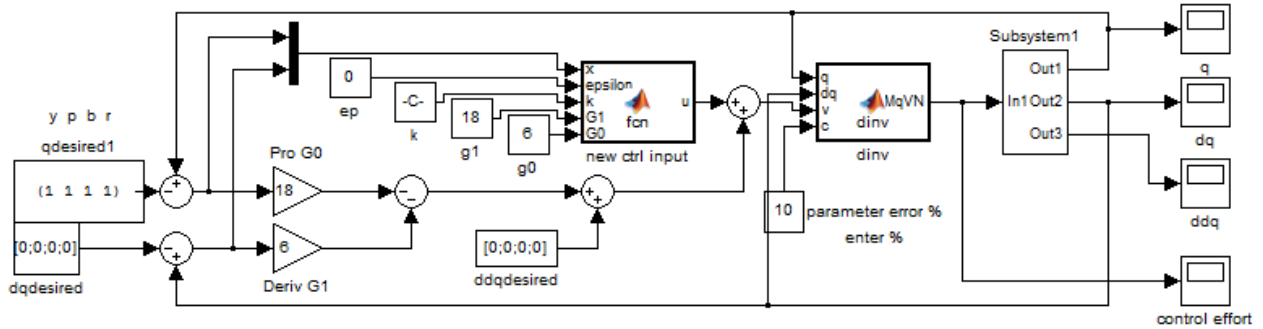 Subsystem1
Out1
In1 Out2
Out3
q
dq
ddq
control effort
x
epsilon
k
G1
G0
u
fcn
new ctrl input
0
ep
-C-
k
18
g1
6
g0
q
dq
v
c
MqVN
dinv
dinv
10
parameter error %
enter %
y p b r
qdesired1
(1 1 1 1)
[0;0;0;0]
dqdesired
Pro G0
18
6
Deriv G1
[0;0;0;0]
ddqdesired